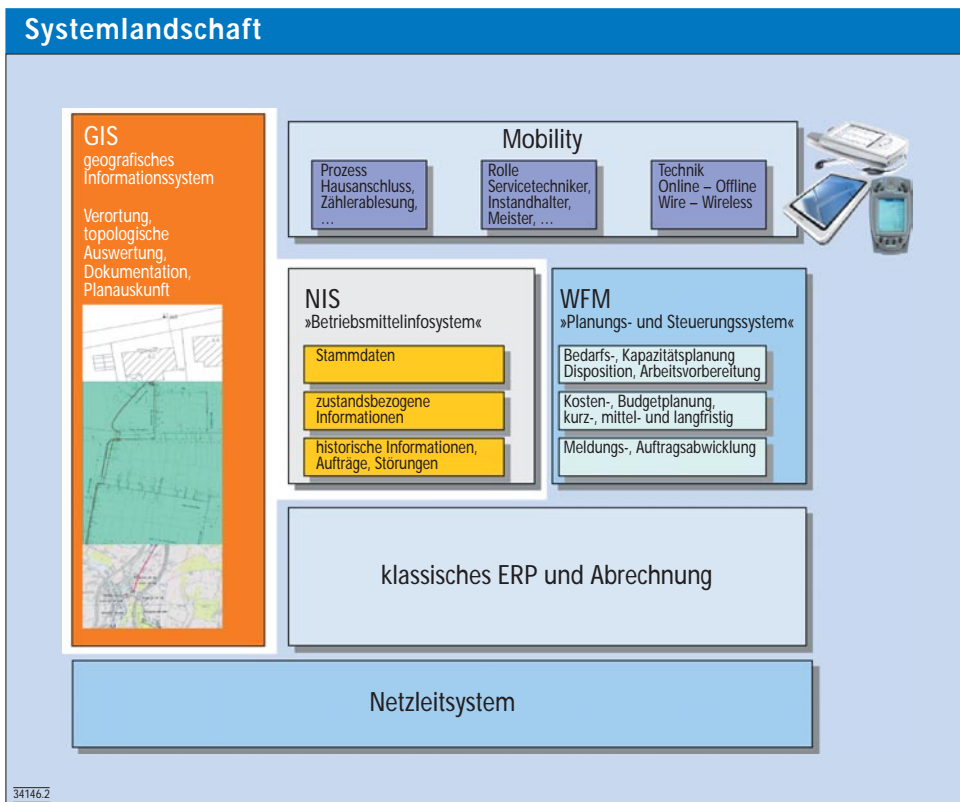 Systemlandschaft
GIS
geografisches
Informationssystem
Verortung,
topologische
Auswertung,
Dokumentation,
Planauskunft
Mobility
Prozess
Hausanschluss,
Zählerablesung,
…
Rolle
Servicetechniker,
Instandhalter,
Meister, …
Technik
Online – Offline
Wire – Wireless
NIS
»Betriebsmittelinfosystem«
Stammdaten
zustandsbezogene
Informationen
historische Informationen,
Aufträge, Störungen
WFM
»Planungs- und Steuerungssystem«
Bedarfs-, Kapazitätsplanung
Disposition, Arbeitsvorbereitung
Kosten-, Budgetplanung,
kurz-, mittel- und langfristig
Meldungs-, Auftragsabwicklung
klassisches ERP und Abrechnung
Netzleitsystem
34146.2